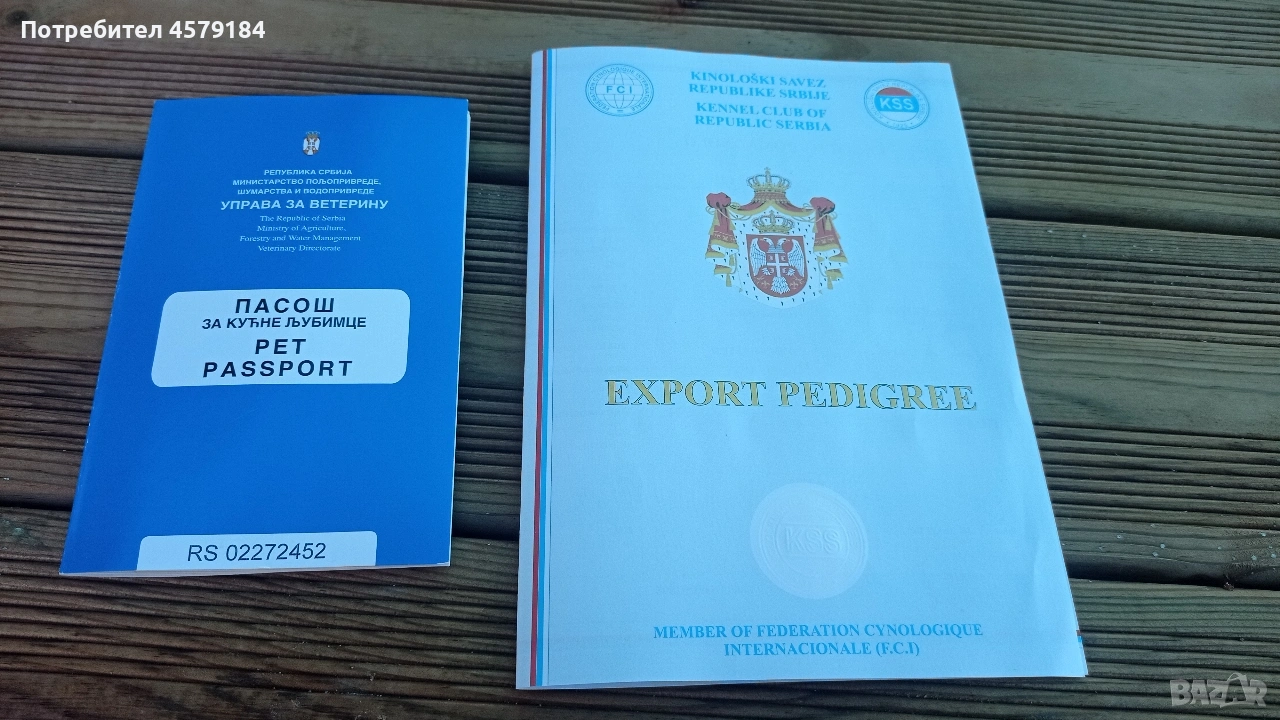 Потребител 4579184
РЕПУБЛИКА СРБИЈА
МИНИСТАРСТВО ПОЉОПРИВРЕДЕ,
ШУМАРСТВА И ВОДОПРИВРЕДЕ
УПРАВА ЗА ВЕТЕРИНУ
The Republic of Serbia
Ministry of Agriculture,
Forestry and Water Management
Veterinary Directorate
ПАСОШ
ЗА КУЋНЕ ЉУБИМЦЕ
PET
PASSPORT
RS 02272452
FCI
KINOLOŠKI SAVEZ
REPUBLIKE SRBIJE
KENNEL CLUB OF
REPUBLIC SERBIA
KSS
EXPORT PEDIGREE
KSS
MEMBER OF FEDERATION CYNOLOGIQUE
INTERNACIONALE (F.C.I)
BAZAR